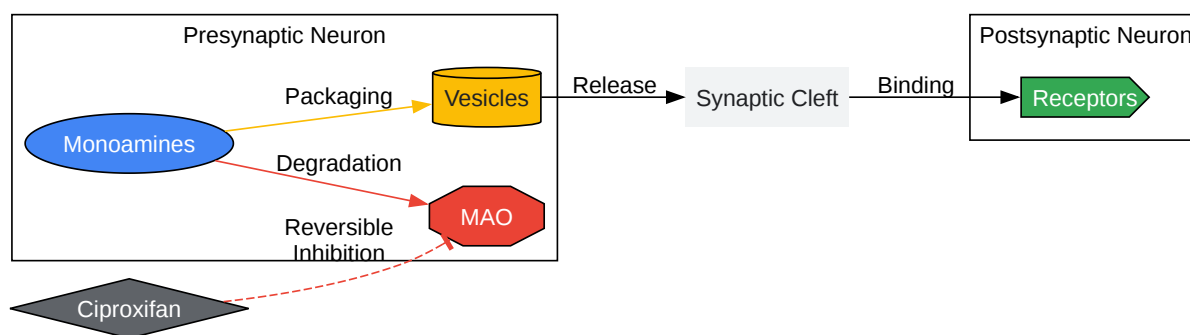 Presynaptic Neuron
Postsynaptic Neuron
Packaging
Vesicles
Release
Synaptic Cleft
Binding
Receptors
Monoamines
Degradation
MAO
Reversible
Inhibition
Ciproxifan